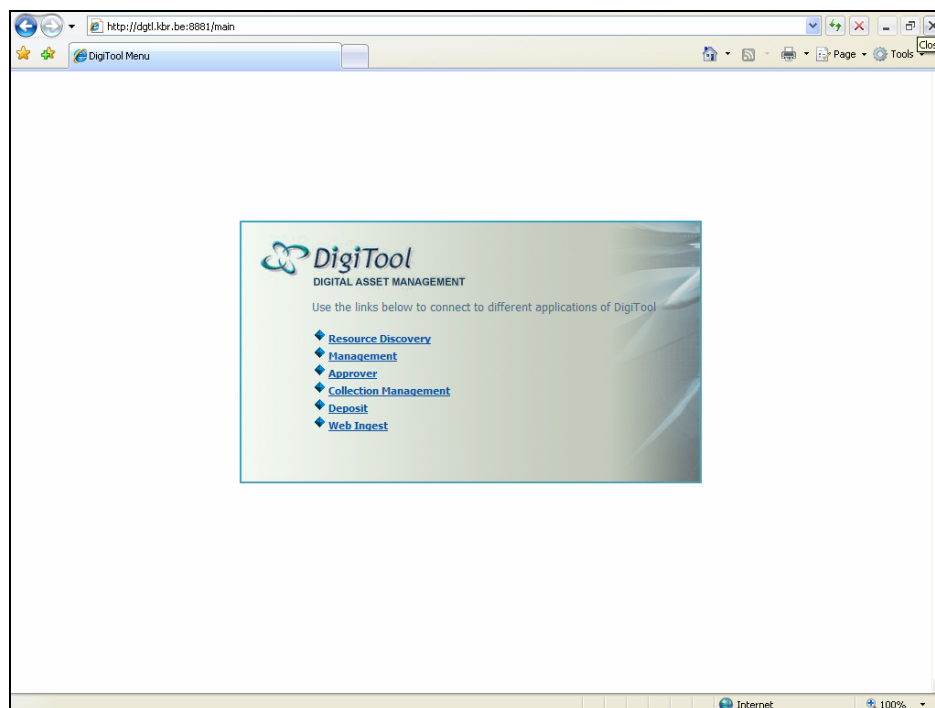 http://dgtl.kbr.be:8881/main
DigiTool Menu
Page
Tools
DigiTool
DIGITAL ASSET MANAGEMENT
Use the links below to connect to different applications of DigiTool
Resource Discovery
Management
Approver
Collection Management
Deposit
Web Ingest
Internet
100%